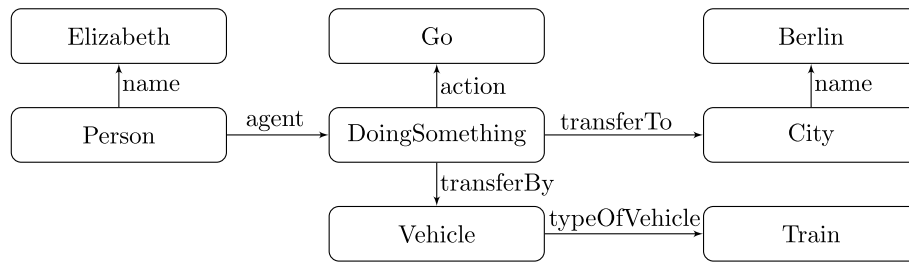 Elizabeth
Go
Berlin
name
action
name
Person
agent
DoingSomething
transferTo
City
transferBy
Vehicle
typeOfVehicle
Train